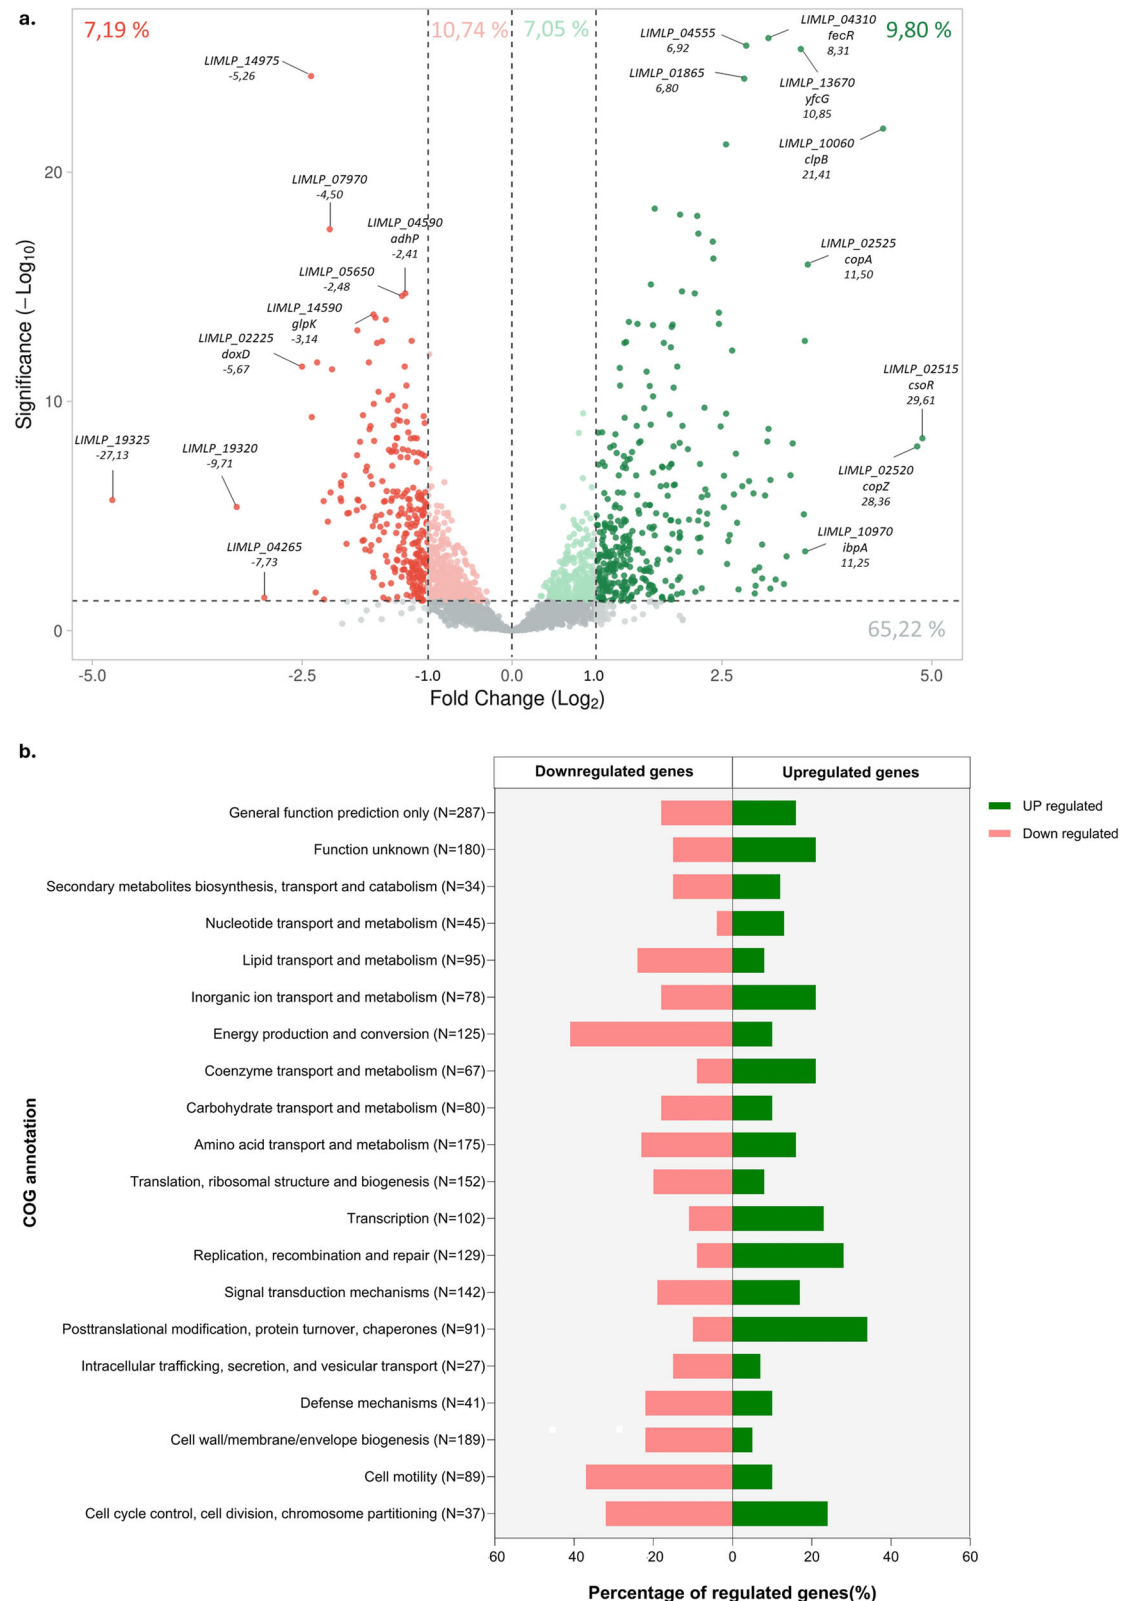 a.
7,19 %
10,74 %
7,05 %
9,80 %
LIMLP_14975
-5,26
LIMLP_04555
6,92
LIMLP_04310
fecR
8,31
LIMLP_01865
6,80
LIMLP_13670
yfcG
10,85
LIMLP_10060
clpB
21,41
LIMLP_07970
-4,50
LIMLP_04590
adhP
-2,41
LIMLP_05650
-2,48
LIMLP_14590
glpK
-3,14
LIMLP_02225
doxD
-5,67
LIMLP_02525
copA
11,50
LIMLP_02515
csoR
29,61
LIMLP_02520
copZ
28,36
LIMLP_19325
-27,13
LIMLP_19320
-9,71
LIMLP_04265
-7,73
LIMLP_10970
ibpA
11,25
65,22 %
Significance (−Log10)
20
10
0
-5.0
-2.5
-1.0
0.0
1.0
2.5
5.0
Fold Change (Log2)
b.
Downregulated genes
Upregulated genes
UP regulated
Down regulated
COG annotation
General function prediction only (N=287)
Function unknown (N=180)
Secondary metabolites biosynthesis, transport and catabolism (N=34)
Nucleotide transport and metabolism (N=45)
Lipid transport and metabolism (N=95)
Inorganic ion transport and metabolism (N=78)
Energy production and conversion (N=125)
Coenzyme transport and metabolism (N=67)
Carbohydrate transport and metabolism (N=80)
Amino acid transport and metabolism (N=175)
Translation, ribosomal structure and biogenesis (N=152)
Transcription (N=102)
Replication, recombination and repair (N=129)
Signal transduction mechanisms (N=142)
Posttranslational modification, protein turnover, chaperones (N=91)
Intracellular trafficking, secretion, and vesicular transport (N=27)
Defense mechanisms (N=41)
Cell wall/membrane/envelope biogenesis (N=189)
Cell motility (N=89)
Cell cycle control, cell division, chromosome partitioning (N=37)
60
40
20
0
20
40
60
Percentage of regulated genes(%)